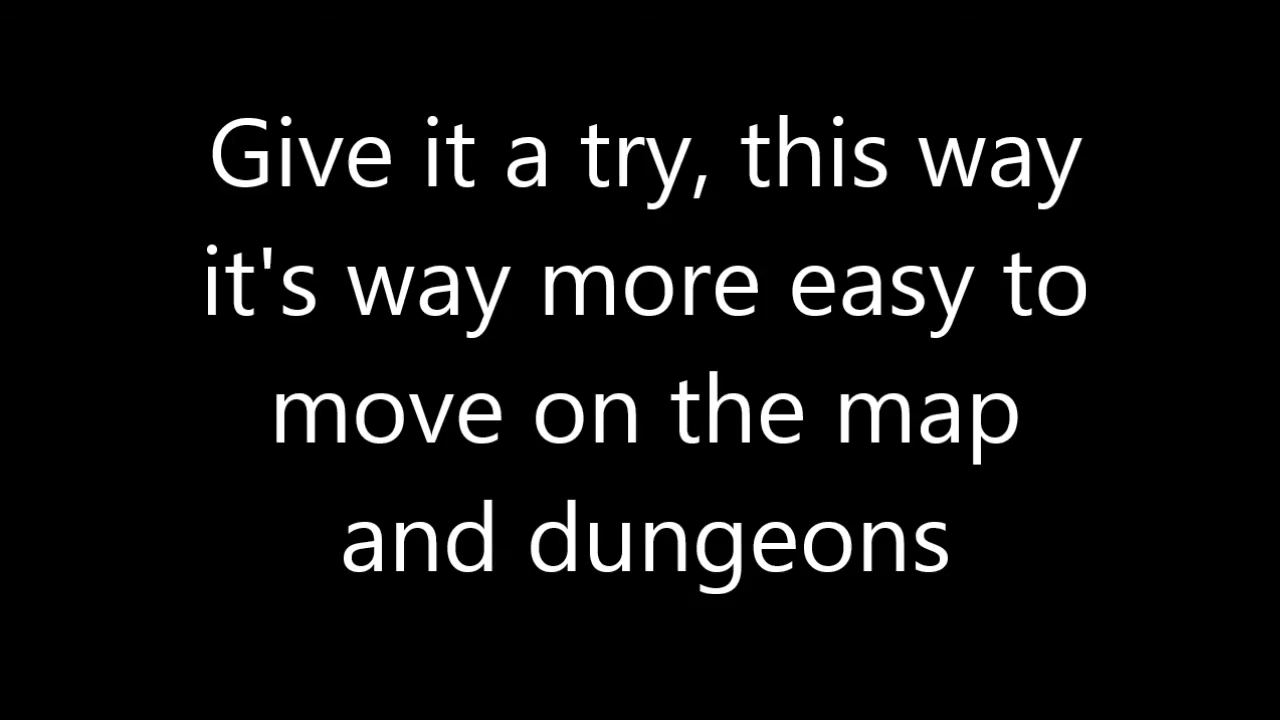 Give it a try, this way
it's way more easy to
move on the map
and dungeons